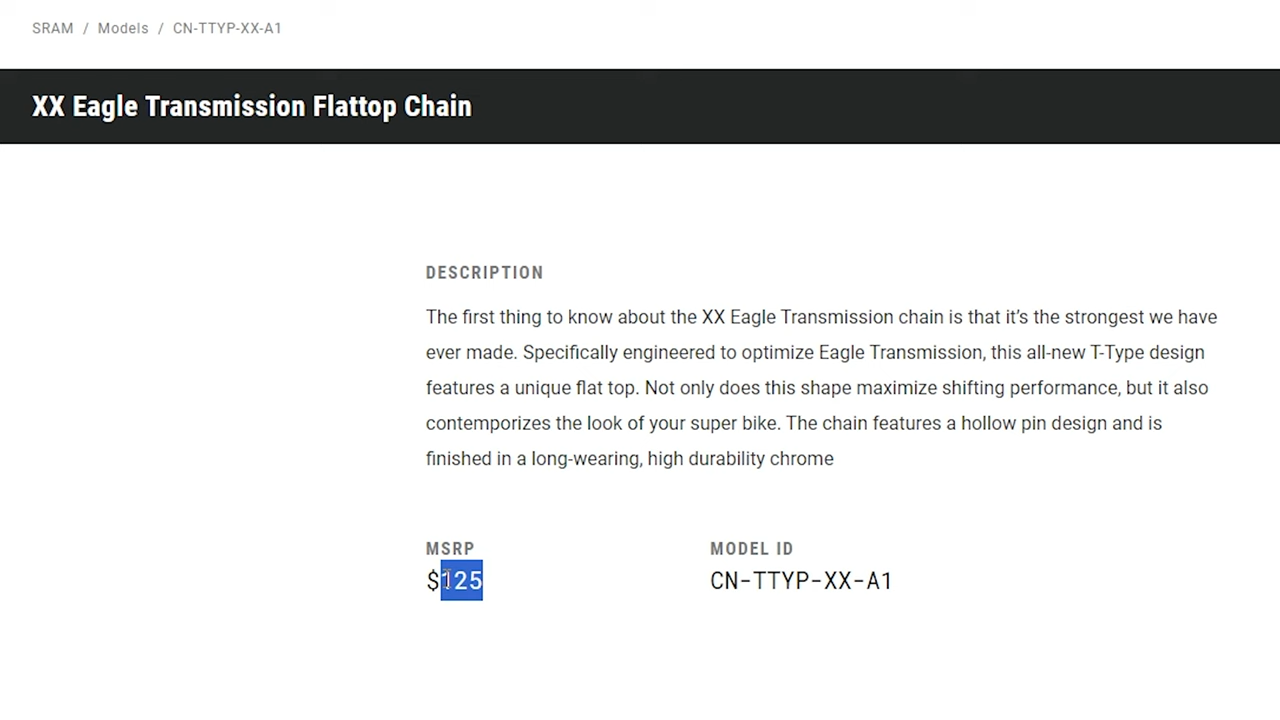 SRAM / Models / CN-TTYP-XX-A1
XX Eagle Transmission Flattop Chain
DESCRIPTION
The first thing to know about the XX Eagle Transmission chain is that it’s the strongest we have
ever made. Specifically engineered to optimize Eagle Transmission, this all-new T-Type design
features a unique flat top. Not only does this shape maximize shifting performance, but it also
contemporizes the look of your super bike. The chain features a hollow pin design and is
finished in a long-wearing, high durability chrome
MSRP
$125
MODEL ID
CN-TTYP-XX-A1